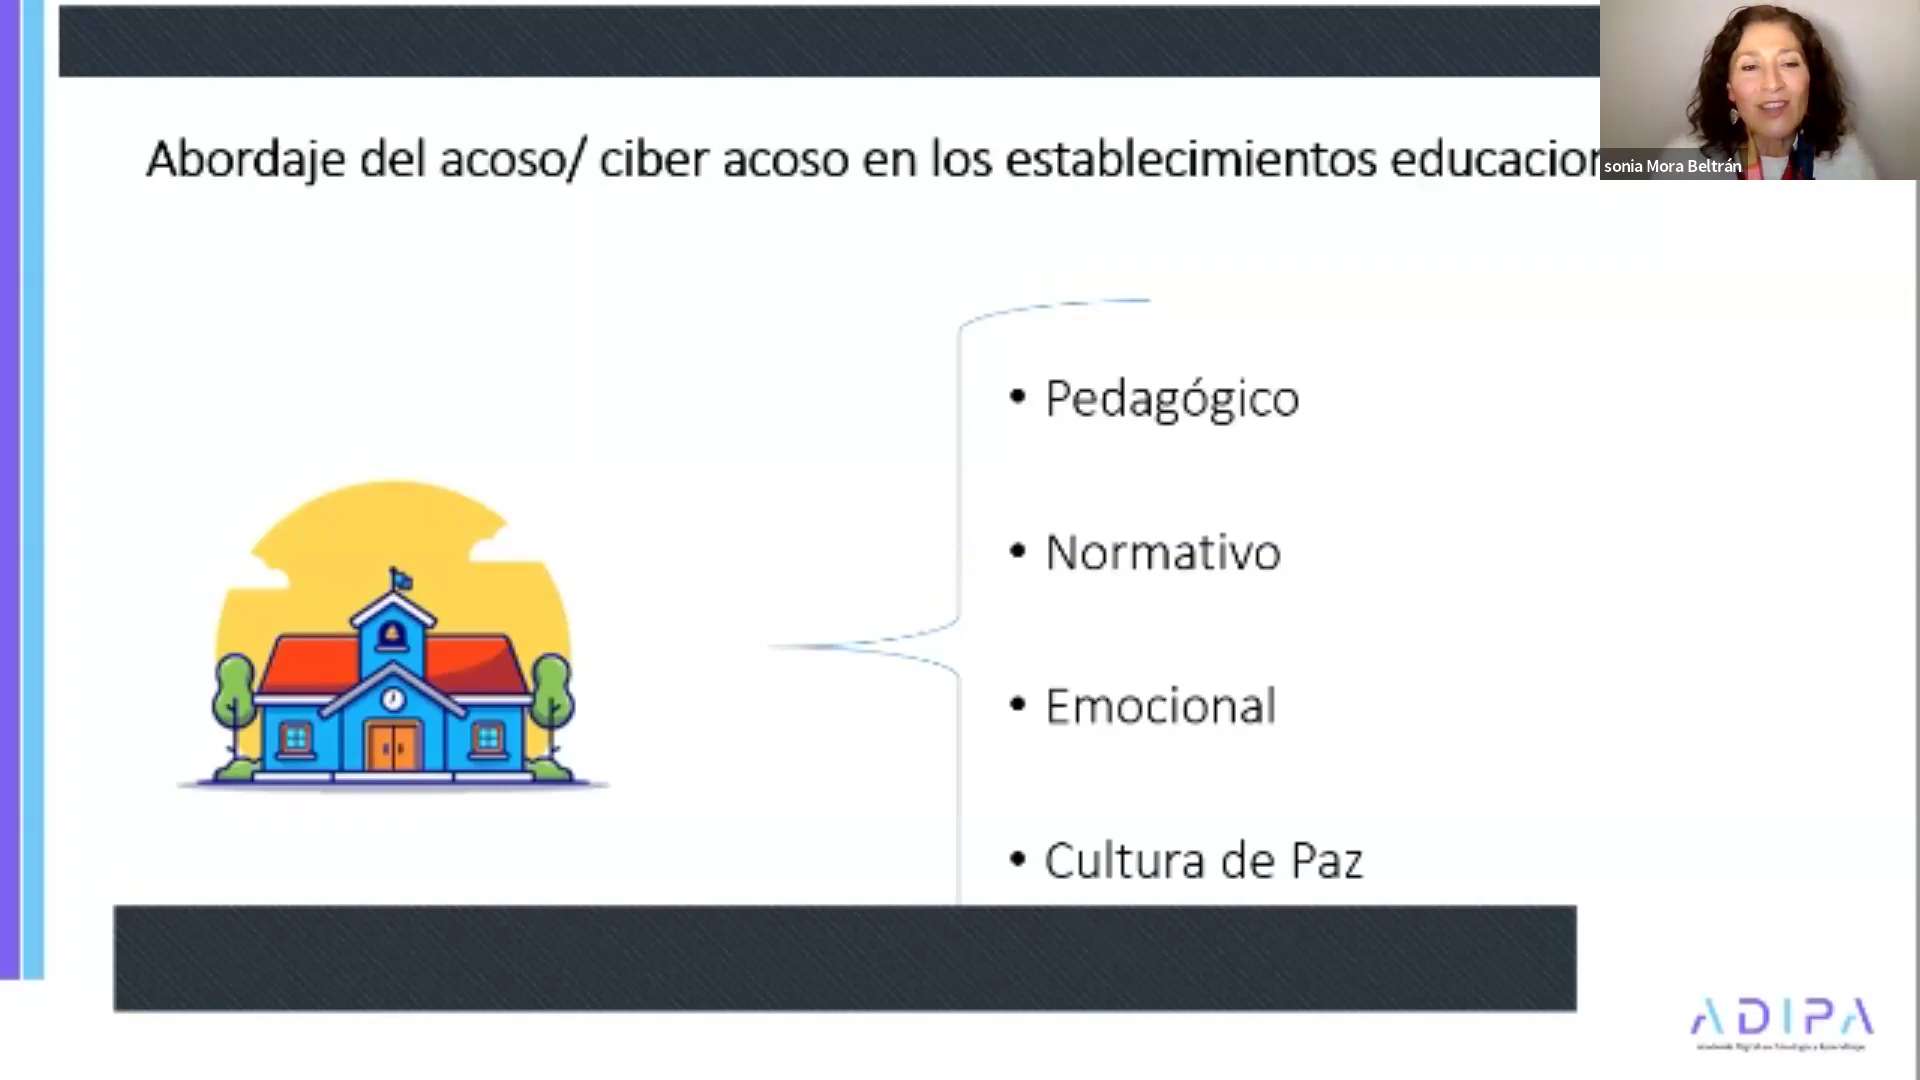 Abordaje del acoso/ ciber acoso en los establecimientos educacion
sonia Mora Beltrán
• Pedagógico
• Normativo
• Emocional
• Cultura de Paz
ADIPA